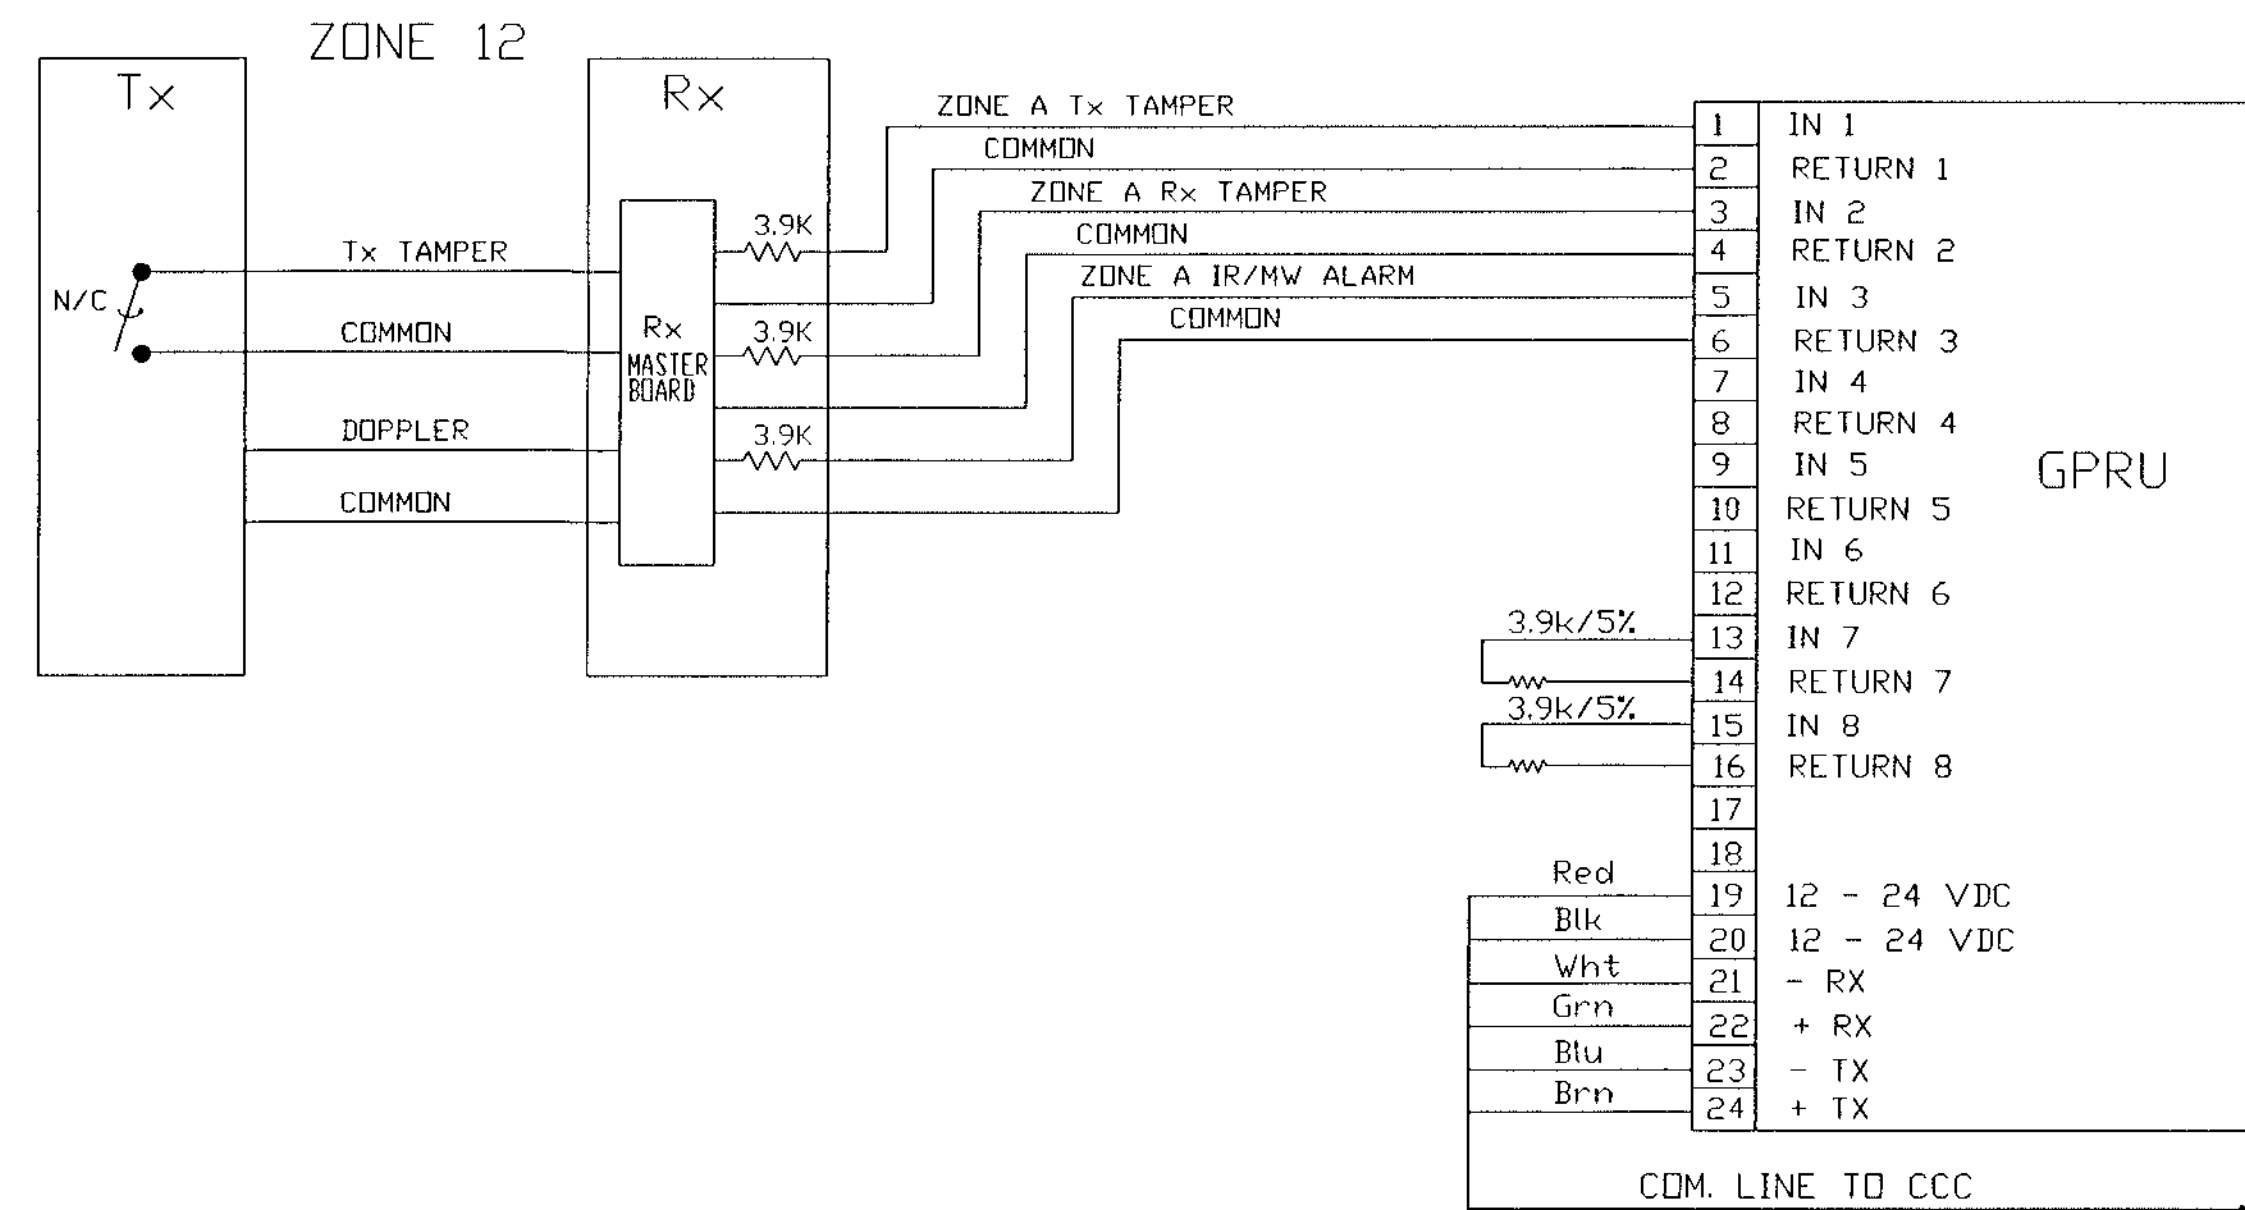 ZONE 12
Tx
Rx
ZONE A Tx TAMPER
COMMON
ZONE A Rx TAMPER
COMMON
ZONE A IR/MW ALARM
COMMON
3.9K
3.9K
3.9K
Tx TAMPER
N/C
COMMON
DOPPLER
COMMON
Rx
MASTER
BOARD
1 IN 1
2 RETURN 1
3 IN 2
4 RETURN 2
5 IN 3
6 RETURN 3
7 IN 4
8 RETURN 4
9 IN 5
10 RETURN 5
11 IN 6
12 RETURN 6
GPRU
3.9k/5%
13 IN 7
14 RETURN 7
3.9k/5%
15 IN 8
16 RETURN 8
17
18
Red 19 12 - 24 VDC
Blk 20 12 - 24 VDC
Wht 21 - RX
Grn 22 + RX
Blu 23 - TX
Brn 24 + TX
COM. LINE TO CCC